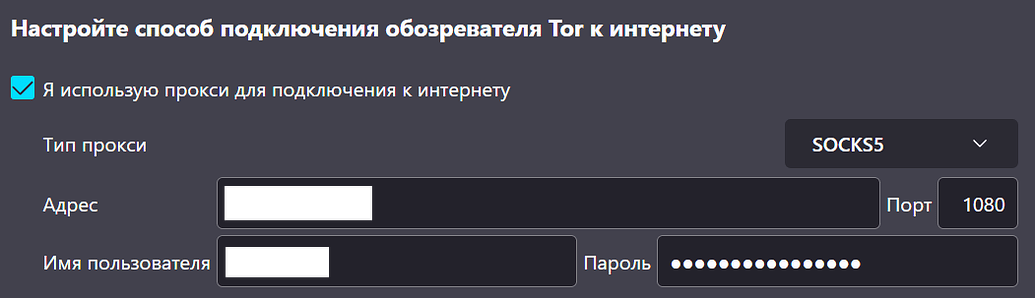 Настройте способ подключения обозревателя Tor к интернету
Я использую прокси для подключения к интернету
Тип прокси SOCKS5
Адрес Порт 1080
Имя пользователя Пароль ●●●●●●●●●●●●●●●●